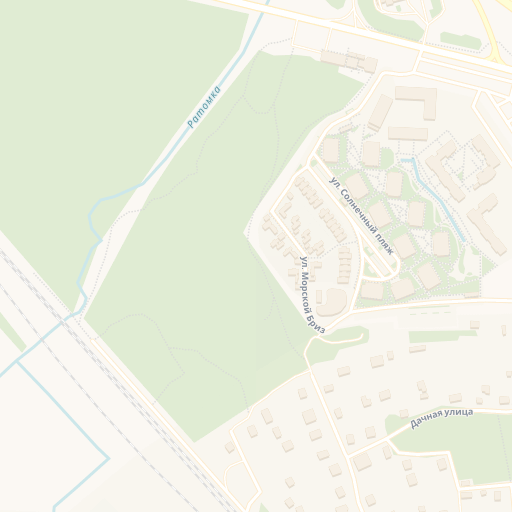 Ратомка
ул. Солнечный пляж
ул. Морской Бриз
Дачная улица